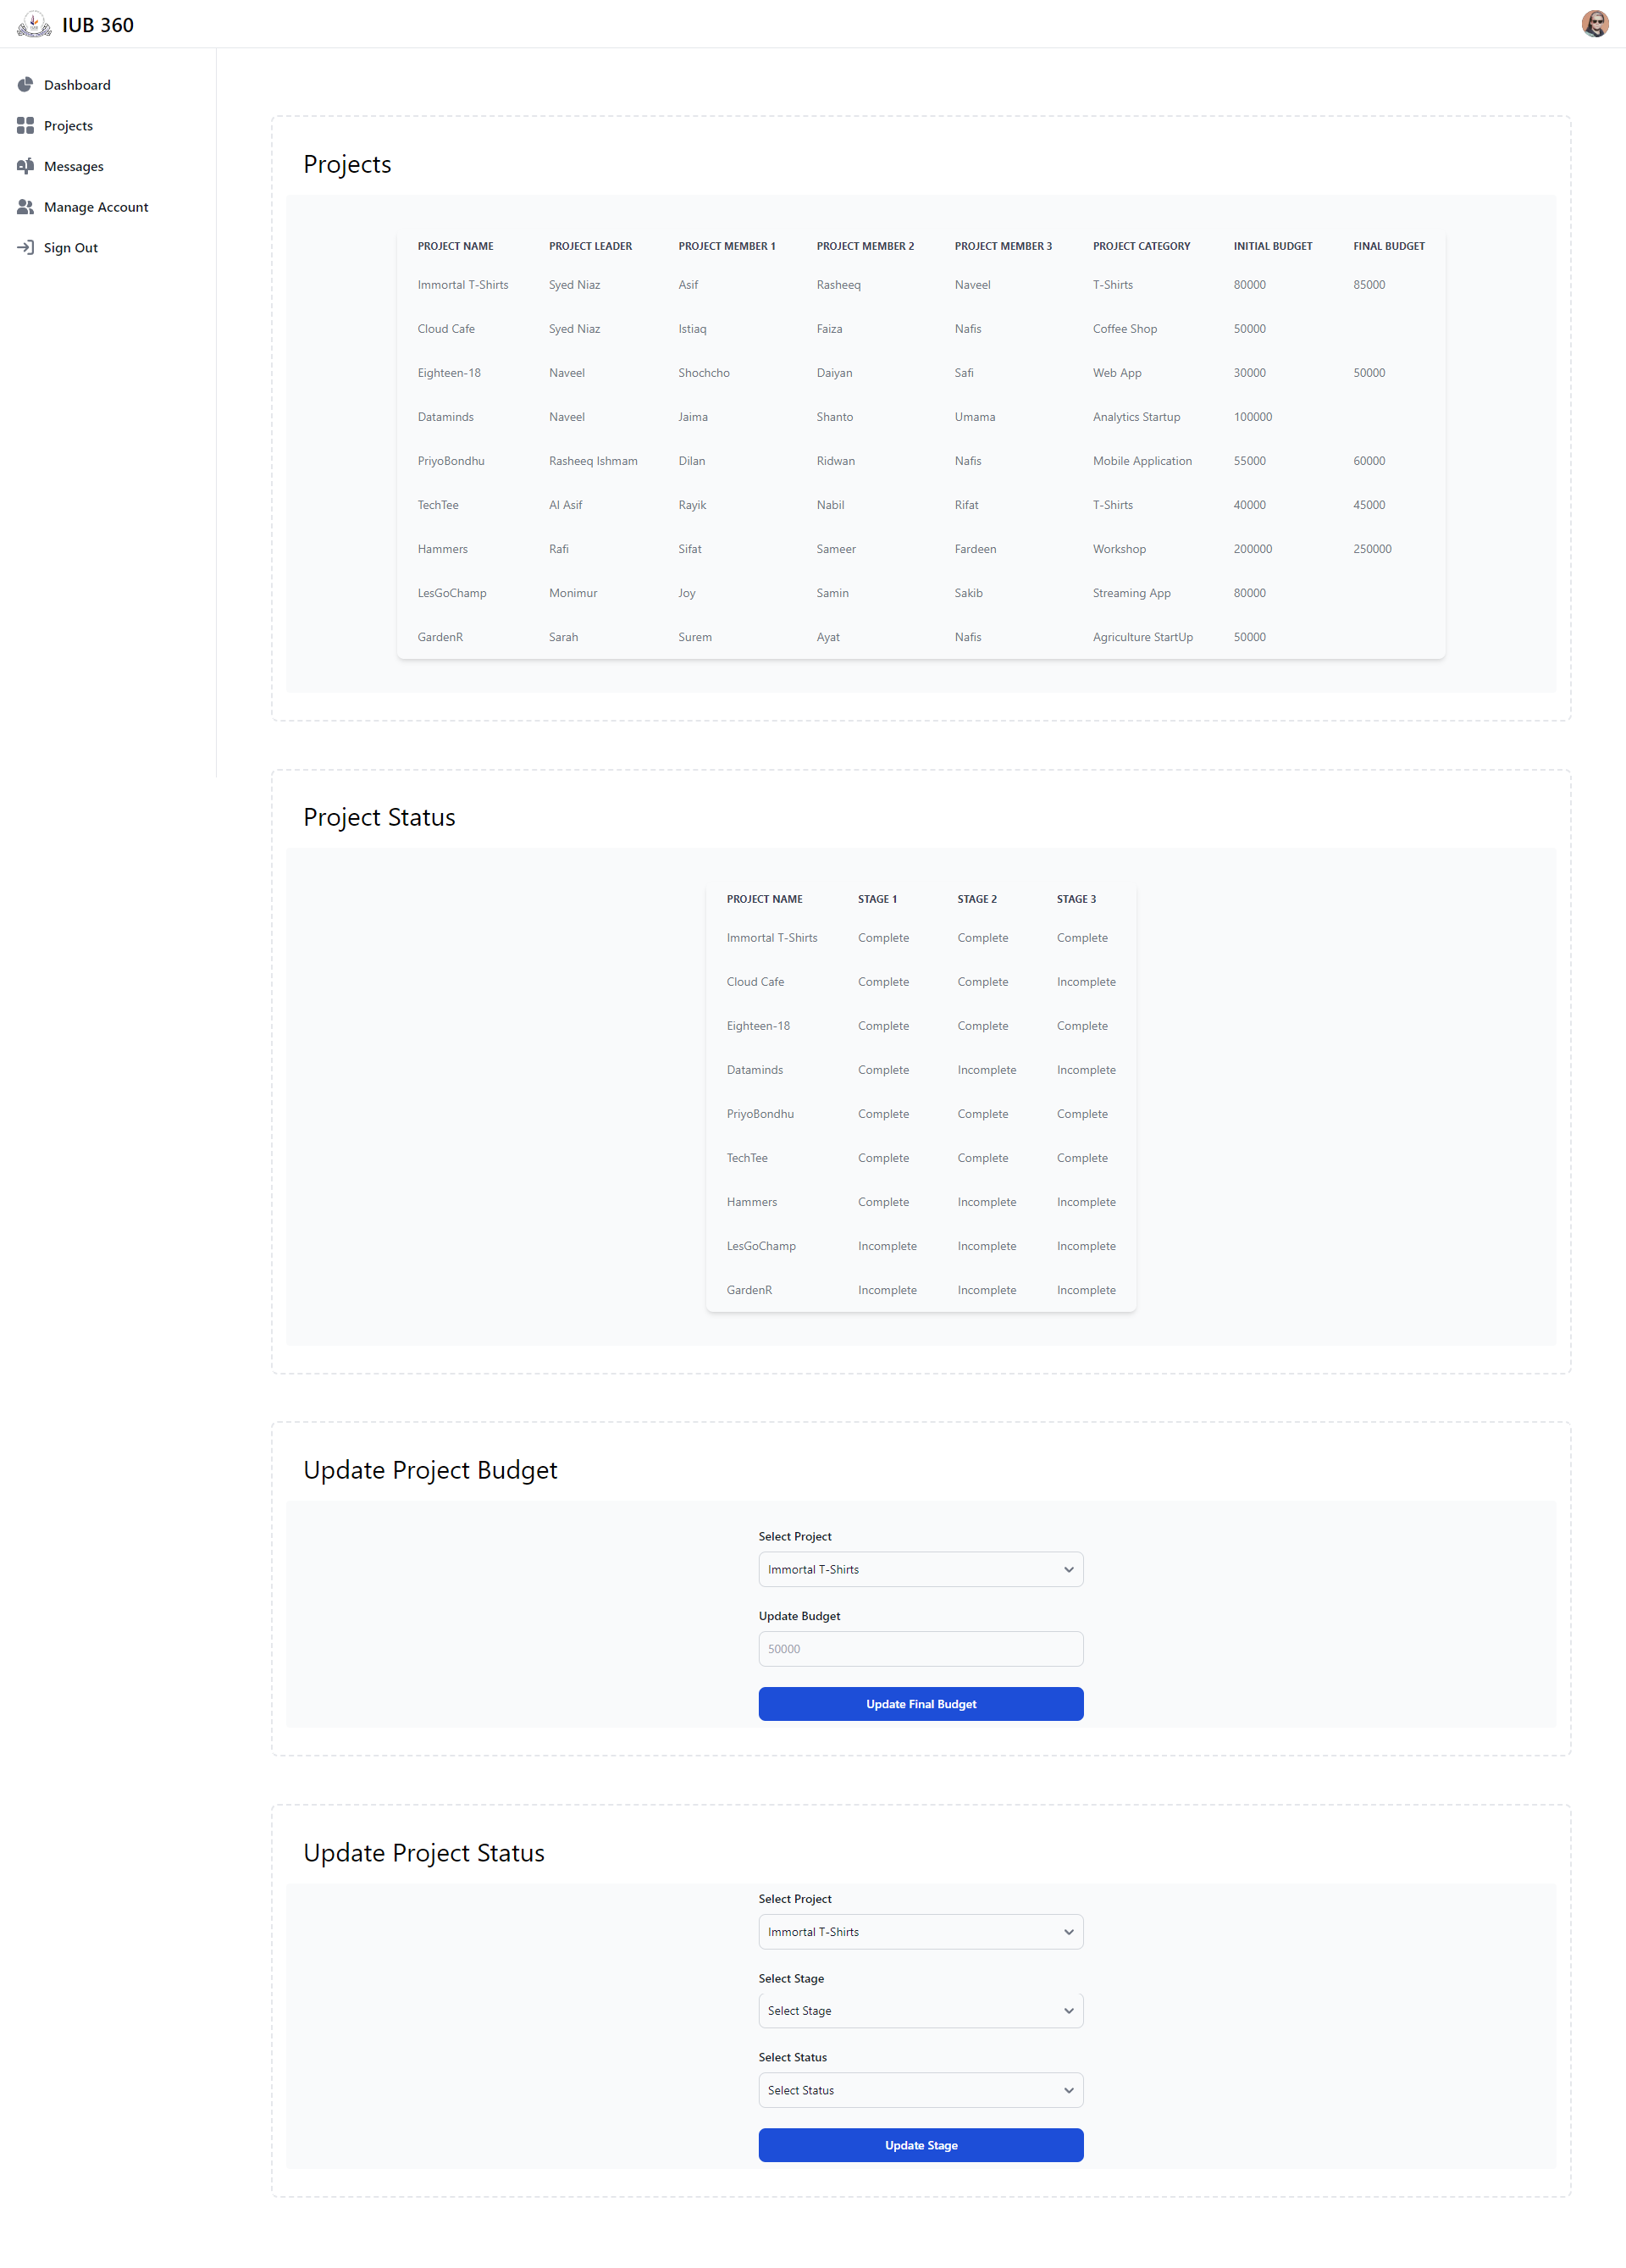 IUB 360
Dashboard
Projects
Messages
Manage Account
Sign Out
Projects
PROJECT NAME PROJECT LEADER PROJECT MEMBER 1 PROJECT MEMBER 2 PROJECT MEMBER 3 PROJECT CATEGORY INITIAL BUDGET FINAL BUDGET
Immortal T-Shirts Syed Niaz Asif Rasheeq Naveel T-Shirts 80000 85000
Cloud Cafe Syed Niaz Istiaq Faiza Nafis Coffee Shop 50000
Eighteen-18 Naveel Shochcho Daiyan Safi Web App 30000 50000
Dataminds Naveel Jaima Shanto Umama Analytics Startup 100000
PriyoBondhu Rasheeq Ishmam Dilan Ridwan Nafis Mobile Application 55000 60000
TechTee Al Asif Rayik Nabil Rifat T-Shirts 40000 45000
Hammers Rafi Sifat Sameer Fardeen Workshop 200000 250000
LesGoChamp Monimur Joy Samin Sakib Streaming App 80000
GardenR Sarah Surem Ayat Nafis Agriculture StartUp 50000
Project Status
PROJECT NAME STAGE 1 STAGE 2 STAGE 3
Immortal T-Shirts Complete Complete Complete
Cloud Cafe Complete Complete Incomplete
Eighteen-18 Complete Complete Complete
Dataminds Complete Incomplete Incomplete
PriyoBondhu Complete Complete Complete
TechTee Complete Complete Complete
Hammers Complete Incomplete Incomplete
LesGoChamp Incomplete Incomplete Incomplete
GardenR Incomplete Incomplete Incomplete
Update Project Budget
Select Project
Immortal T-Shirts
Update Budget
50000
Update Final Budget
Update Project Status
Select Project
Immortal T-Shirts
Select Stage
Select Stage
Select Status
Select Status
Update Stage